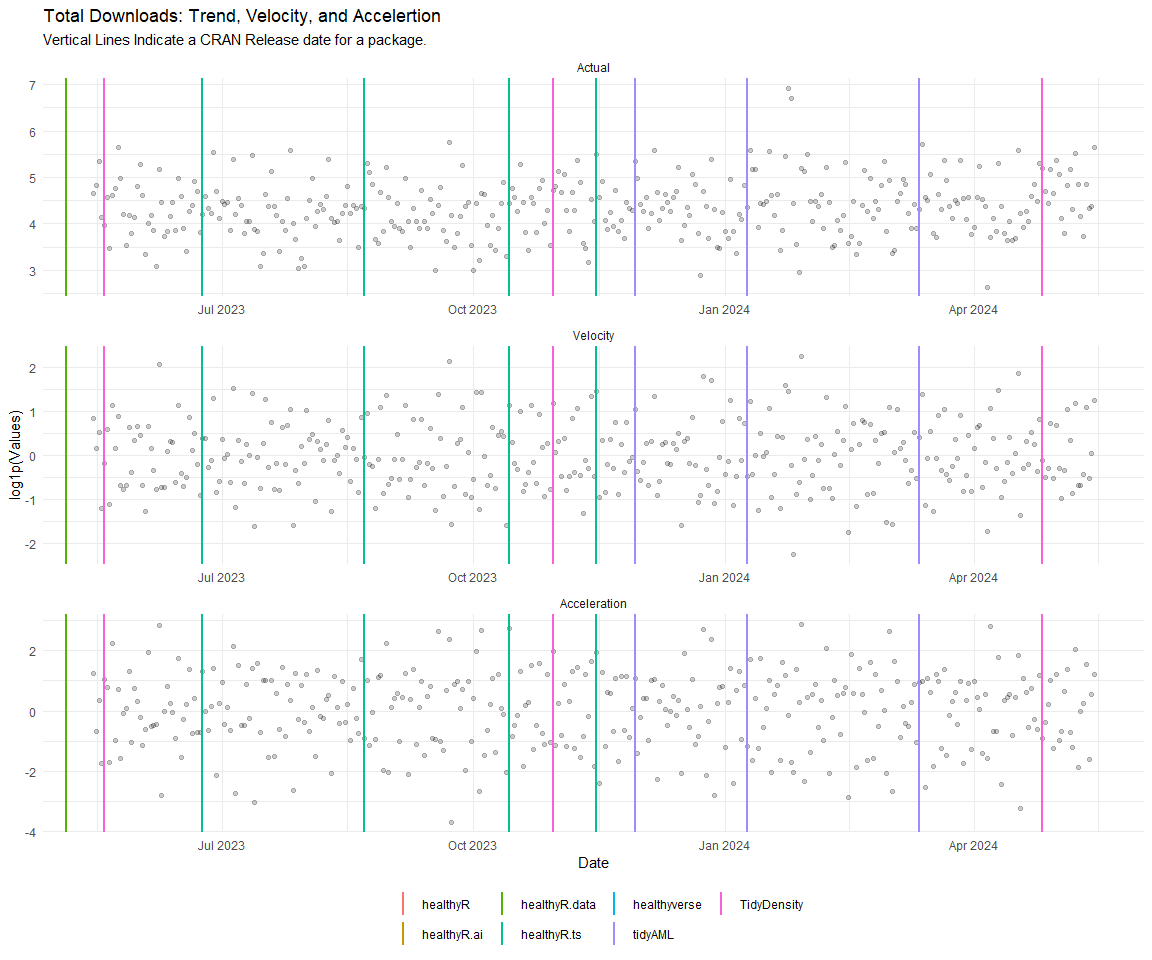 Total Downloads: Trend, Velocity, and Accelertion
Vertical Lines Indicate a CRAN Release date for a package.
Actual
7
6
5
4
3
Jul 2023 Oct 2023 Jan 2024 Apr 2024
Velocity
2
1
0
-1
-2
Jul 2023 Oct 2023 Jan 2024 Apr 2024
Acceleration
2
0
-2
-4
Jul 2023 Oct 2023 Jan 2024 Apr 2024
log1p(Values)
Date
healthyR healthyR.data healthyverse TidyDensity
healthyR.ai healthyR.ts tidyAML